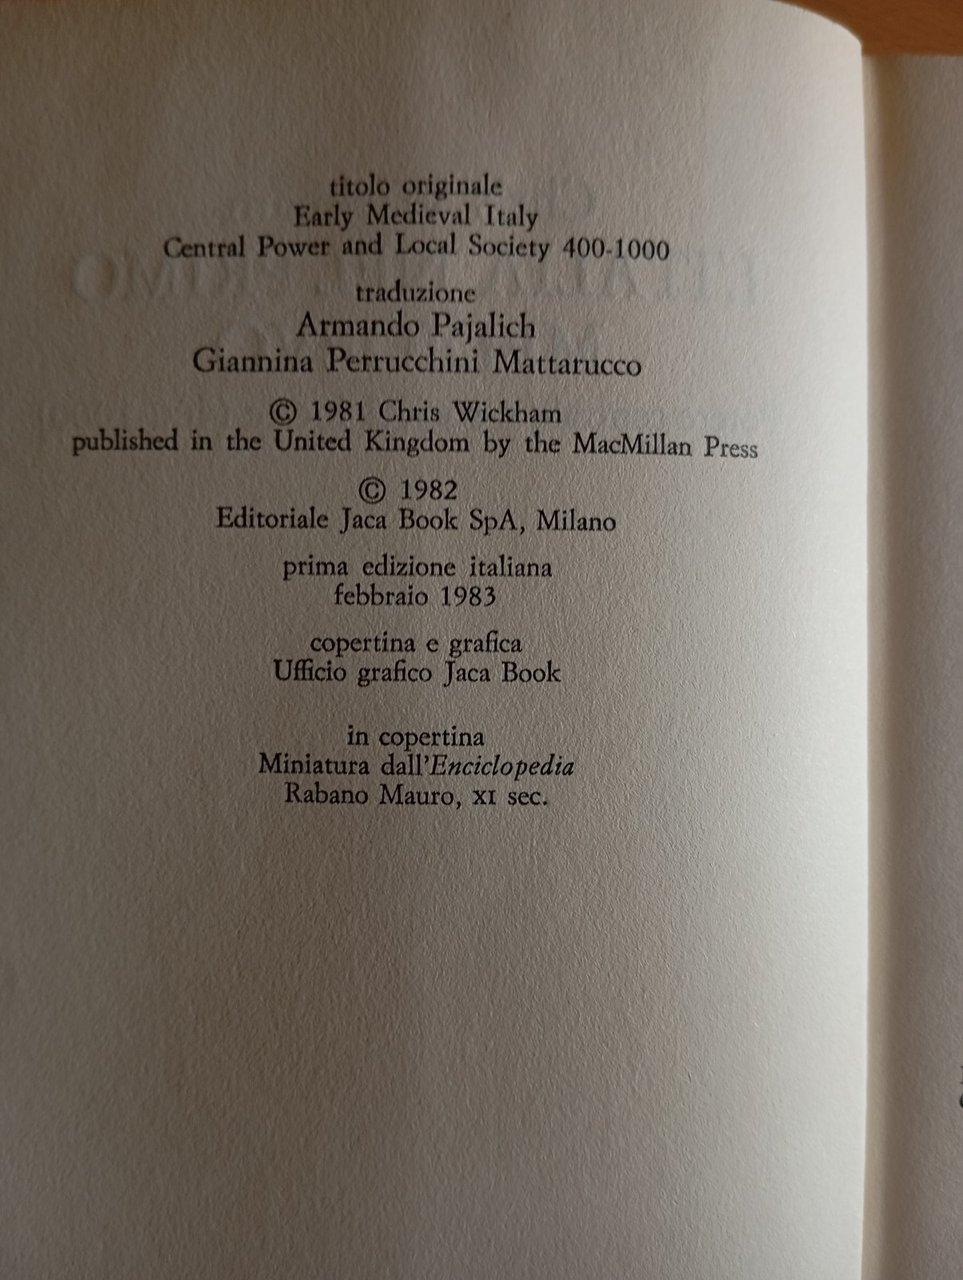 titolo originale
Early Medieval Italy
Central Power and Local Society 400-1000
traduzione
Armando Pajalich
Giannina Perrucchini Mattarucco
© 1981 Chris Wickham
published in the United Kingdom by the MacMillan Press
© 1982
Editoriale Jaca Book SpA, Milano
prima edizione italiana
febbraio 1983
copertina e grafica
Ufficio grafico Jaca Book
in copertina
Miniatura dall'Enciclopedia
Rabano Mauro, XI sec.